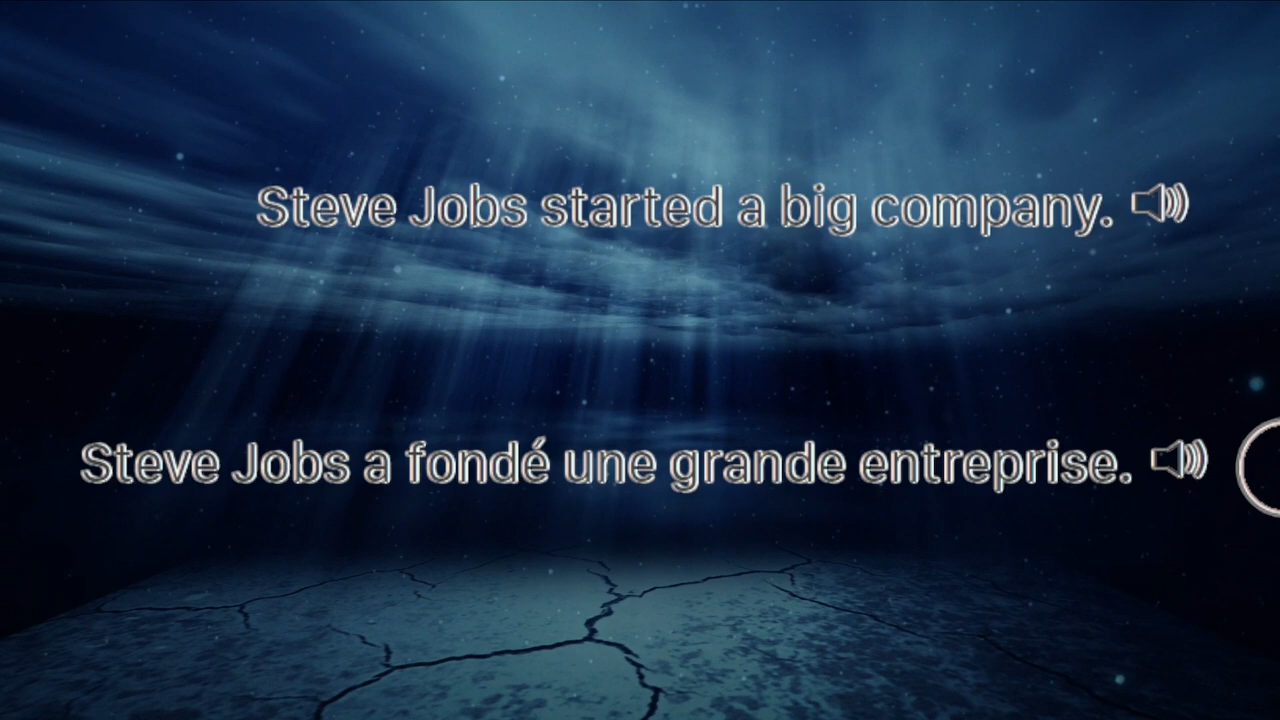 Steve Jobs started a big company.
Steve Jobs a fondé une grande entreprise.